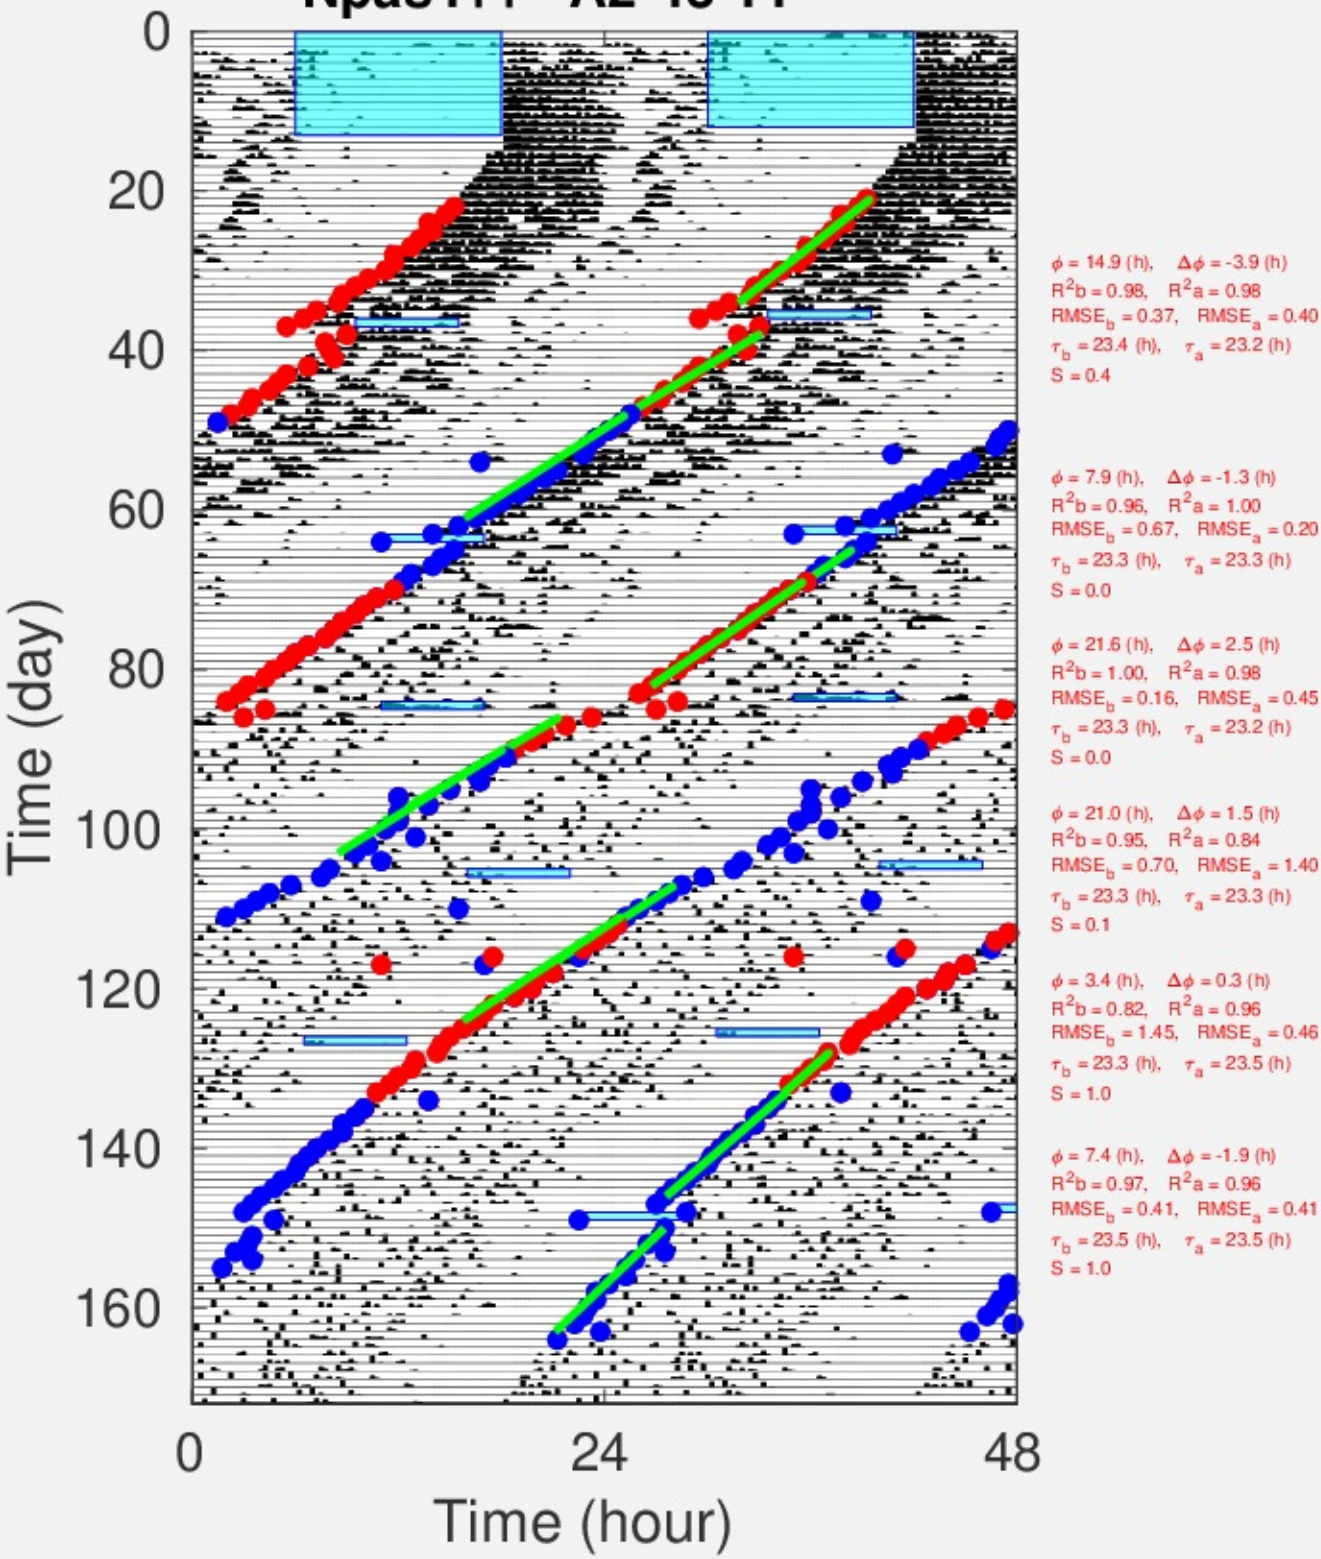 0
20
40
60
80
100
120
140
160
0
24
48
Time (day)
Time (hour)
ϕ = 14.9 (h), Δϕ = -3.9 (h)
R²b = 0.98, R²a = 0.98
RMSE_b = 0.37, RMSE_a = 0.40
τ_b = 23.4 (h), τ_a = 23.2 (h)
S = 0.4
ϕ = 7.9 (h), Δϕ = -1.3 (h)
R²b = 0.96, R²a = 1.00
RMSE_b = 0.67, RMSE_a = 0.20
τ_b = 23.3 (h), τ_a = 23.3 (h)
S = 0.0
ϕ = 21.6 (h), Δϕ = 2.5 (h)
R²b = 1.00, R²a = 0.98
RMSE_b = 0.16, RMSE_a = 0.45
τ_b = 23.3 (h), τ_a = 23.2 (h)
S = 0.0
ϕ = 21.0 (h), Δϕ = 1.5 (h)
R²b = 0.95, R²a = 0.84
RMSE_b = 0.70, RMSE_a = 1.40
τ_b = 23.3 (h), τ_a = 23.3 (h)
S = 0.1
ϕ = 3.4 (h), Δϕ = 0.3 (h)
R²b = 0.82, R²a = 0.96
RMSE_b = 1.45, RMSE_a = 0.46
τ_b = 23.3 (h), τ_a = 23.5 (h)
S = 1.0
ϕ = 7.4 (h), Δϕ = -1.9 (h)
R²b = 0.97, R²a = 0.96
RMSE_b = 0.41, RMSE_a = 0.41
τ_b = 23.5 (h), τ_a = 23.5 (h)
S = 1.0